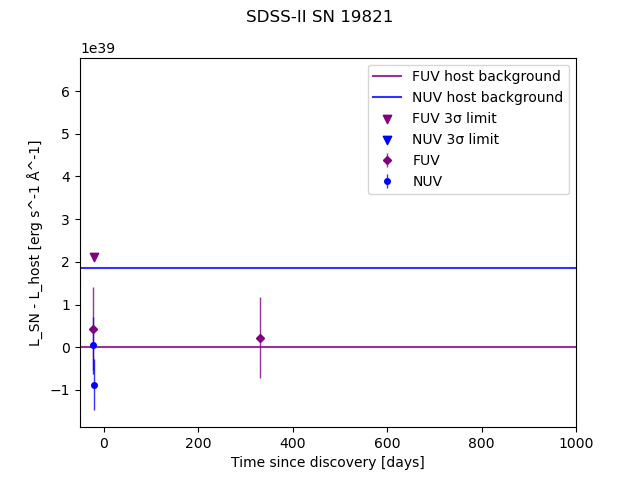 SDSS-II SN 19821
1e39
FUV host background
NUV host background
FUV 3σ limit
NUV 3σ limit
FUV
NUV
L_SN - L_host [erg s^-1 Å^-1]
6
5
4
3
2
1
0
−1
0 200 400 600 800 1000
Time since discovery [days]